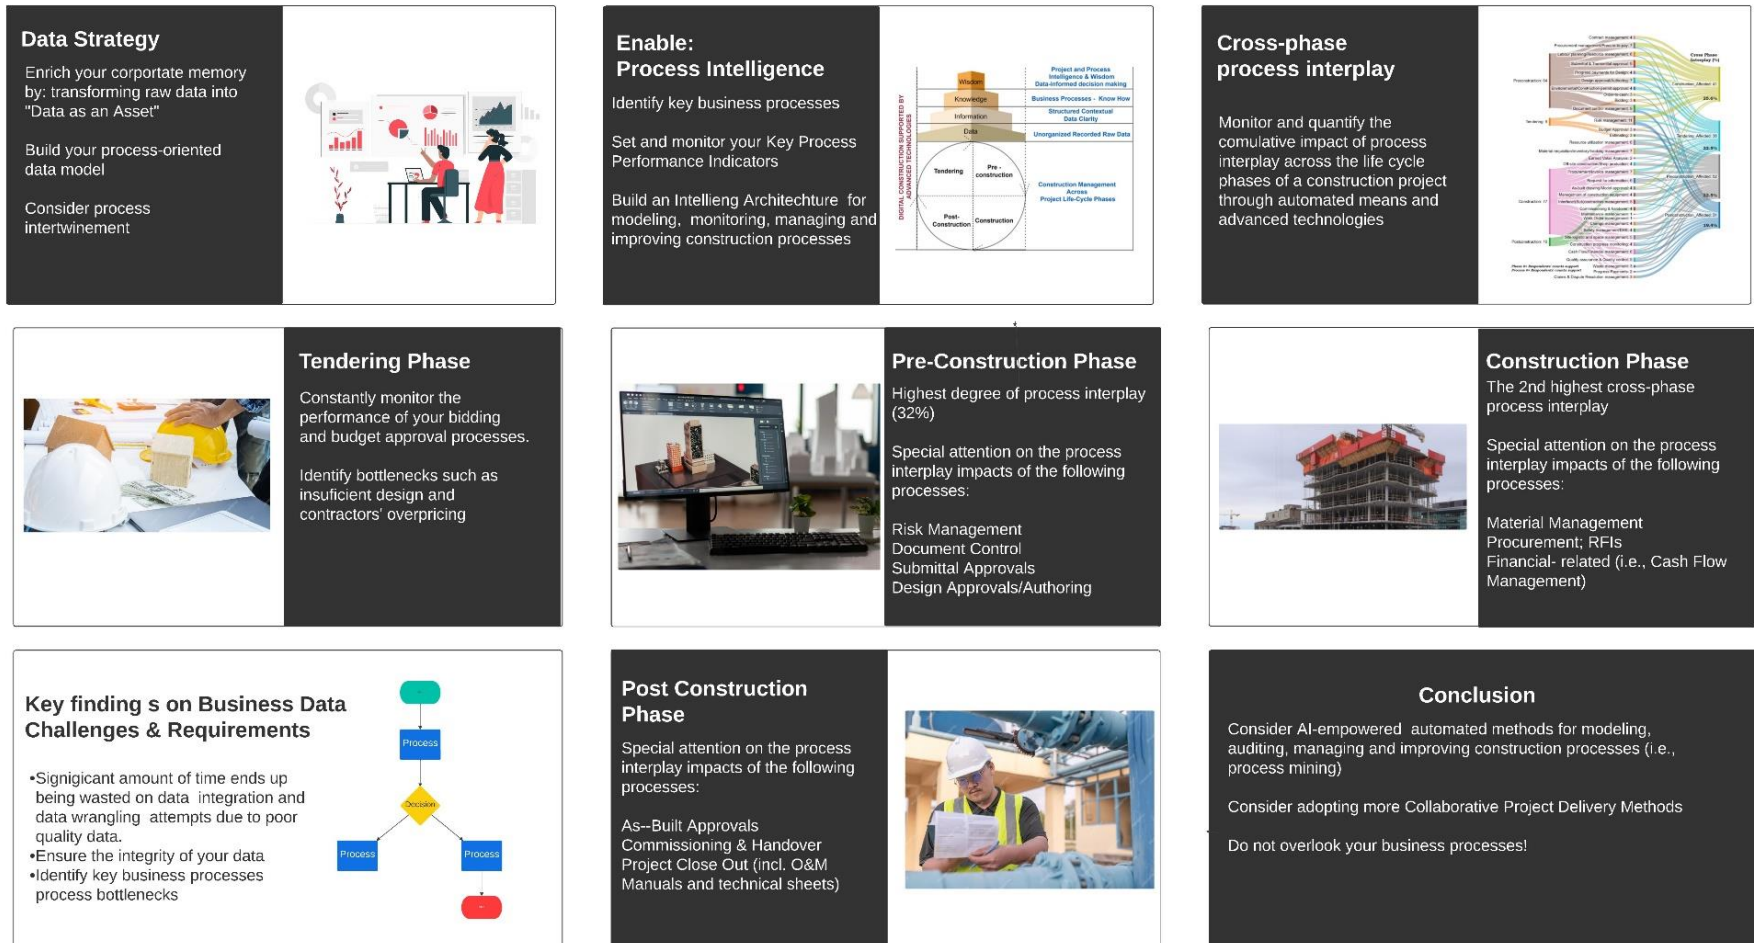 Data Strategy
Enrich your corportate memory
by: transforming raw data into
"Data as an Asset"
Build your process-oriented
data model
Consider process
intertwinement
Enable:
Process Intelligence
Identify key business processes
Set and monitor your Key Process
Performance Indicators
Build an Intellieng Architechture  for
modeling,  monitoring, managing and
improving construction processes
DIGITAL CONSTRUCTION SUPPORTED BY
ADVANCED TECHNOLOGIES
Wisdom
Knowledge
Information
Data
Tendering
Pre -
construction
Post-
Construction
Construction
Project and Process
Intelligence & Wisdom
Data-informed decision making
Business Processes -  Know How
Structured Contextual
Data Clarity
Unorganized Recorded Raw Data
Construction Management
Across
Project Life-Cycle Phases
Cross-phase
process interplay
Monitor and quantify the
comulative impact of process
interplay across the life cycle
phases of a construction project
through automated means and
advanced technologies
Tendering Phase
Constantly monitor the
performance of your bidding
and budget approval processes.
Identify bottlenecks such as
insuficient design and
contractors' overpricing
Pre-Construction Phase
Highest degree of process interplay
(32%)
Special attention on the process
interplay impacts of the following
processes:
Risk Management
Document Control
Submittal Approvals
Design Approvals/Authoring
Construction Phase
The 2nd highest cross-phase
process interplay
Special attention on the process
interplay impacts of the following
processes:
Material Management
Procurement; RFIs
Financial- related (i.e., Cash Flow
Management)
Key finding s on Business Data
Challenges & Requirements
•Signigicant amount of time ends up
being wasted on data  integration and
data wrangling  attempts due to poor
quality data.
•Ensure the integrity of your data
•Identify key business processes
process bottlenecks
Process
Decision
Process
Process
Post Construction
Phase
Special attention on the process
interplay impacts of the following
processes:
As--Built Approvals
Commissioning & Handover
Project Close Out (incl. O&M
Manuals and technical sheets)
Conclusion
Consider AI-empowered  automated methods for modeling,
auditing, managing and improving construction processes (i.e.,
process mining)
Consider adopting more Collaborative Project Delivery Methods
Do not overlook your business processes!